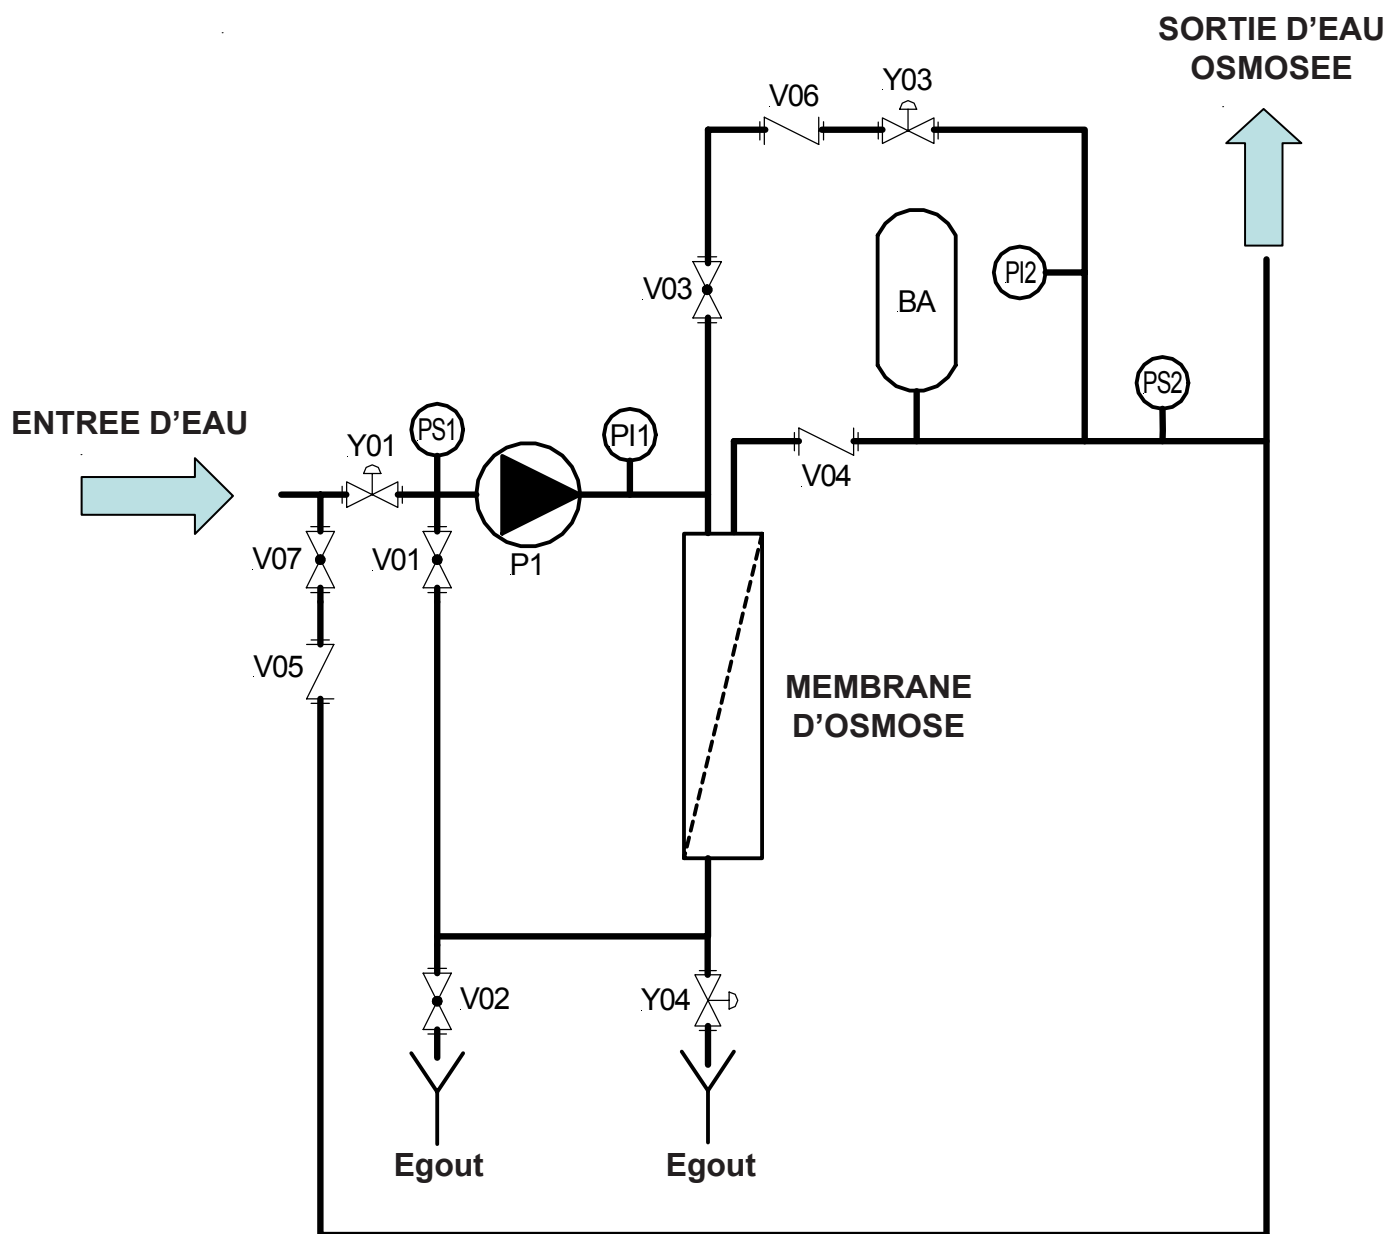 SORTIE D’EAU
OSMOSEE
V06
Y03
V03
BA
PI2
PS2
ENTREE D’EAU
Y01
PS1
PI1
V04
V07
V01
P1
V05
MEMBRANE
D’OSMOSE
V02
Y04
Egout
Egout